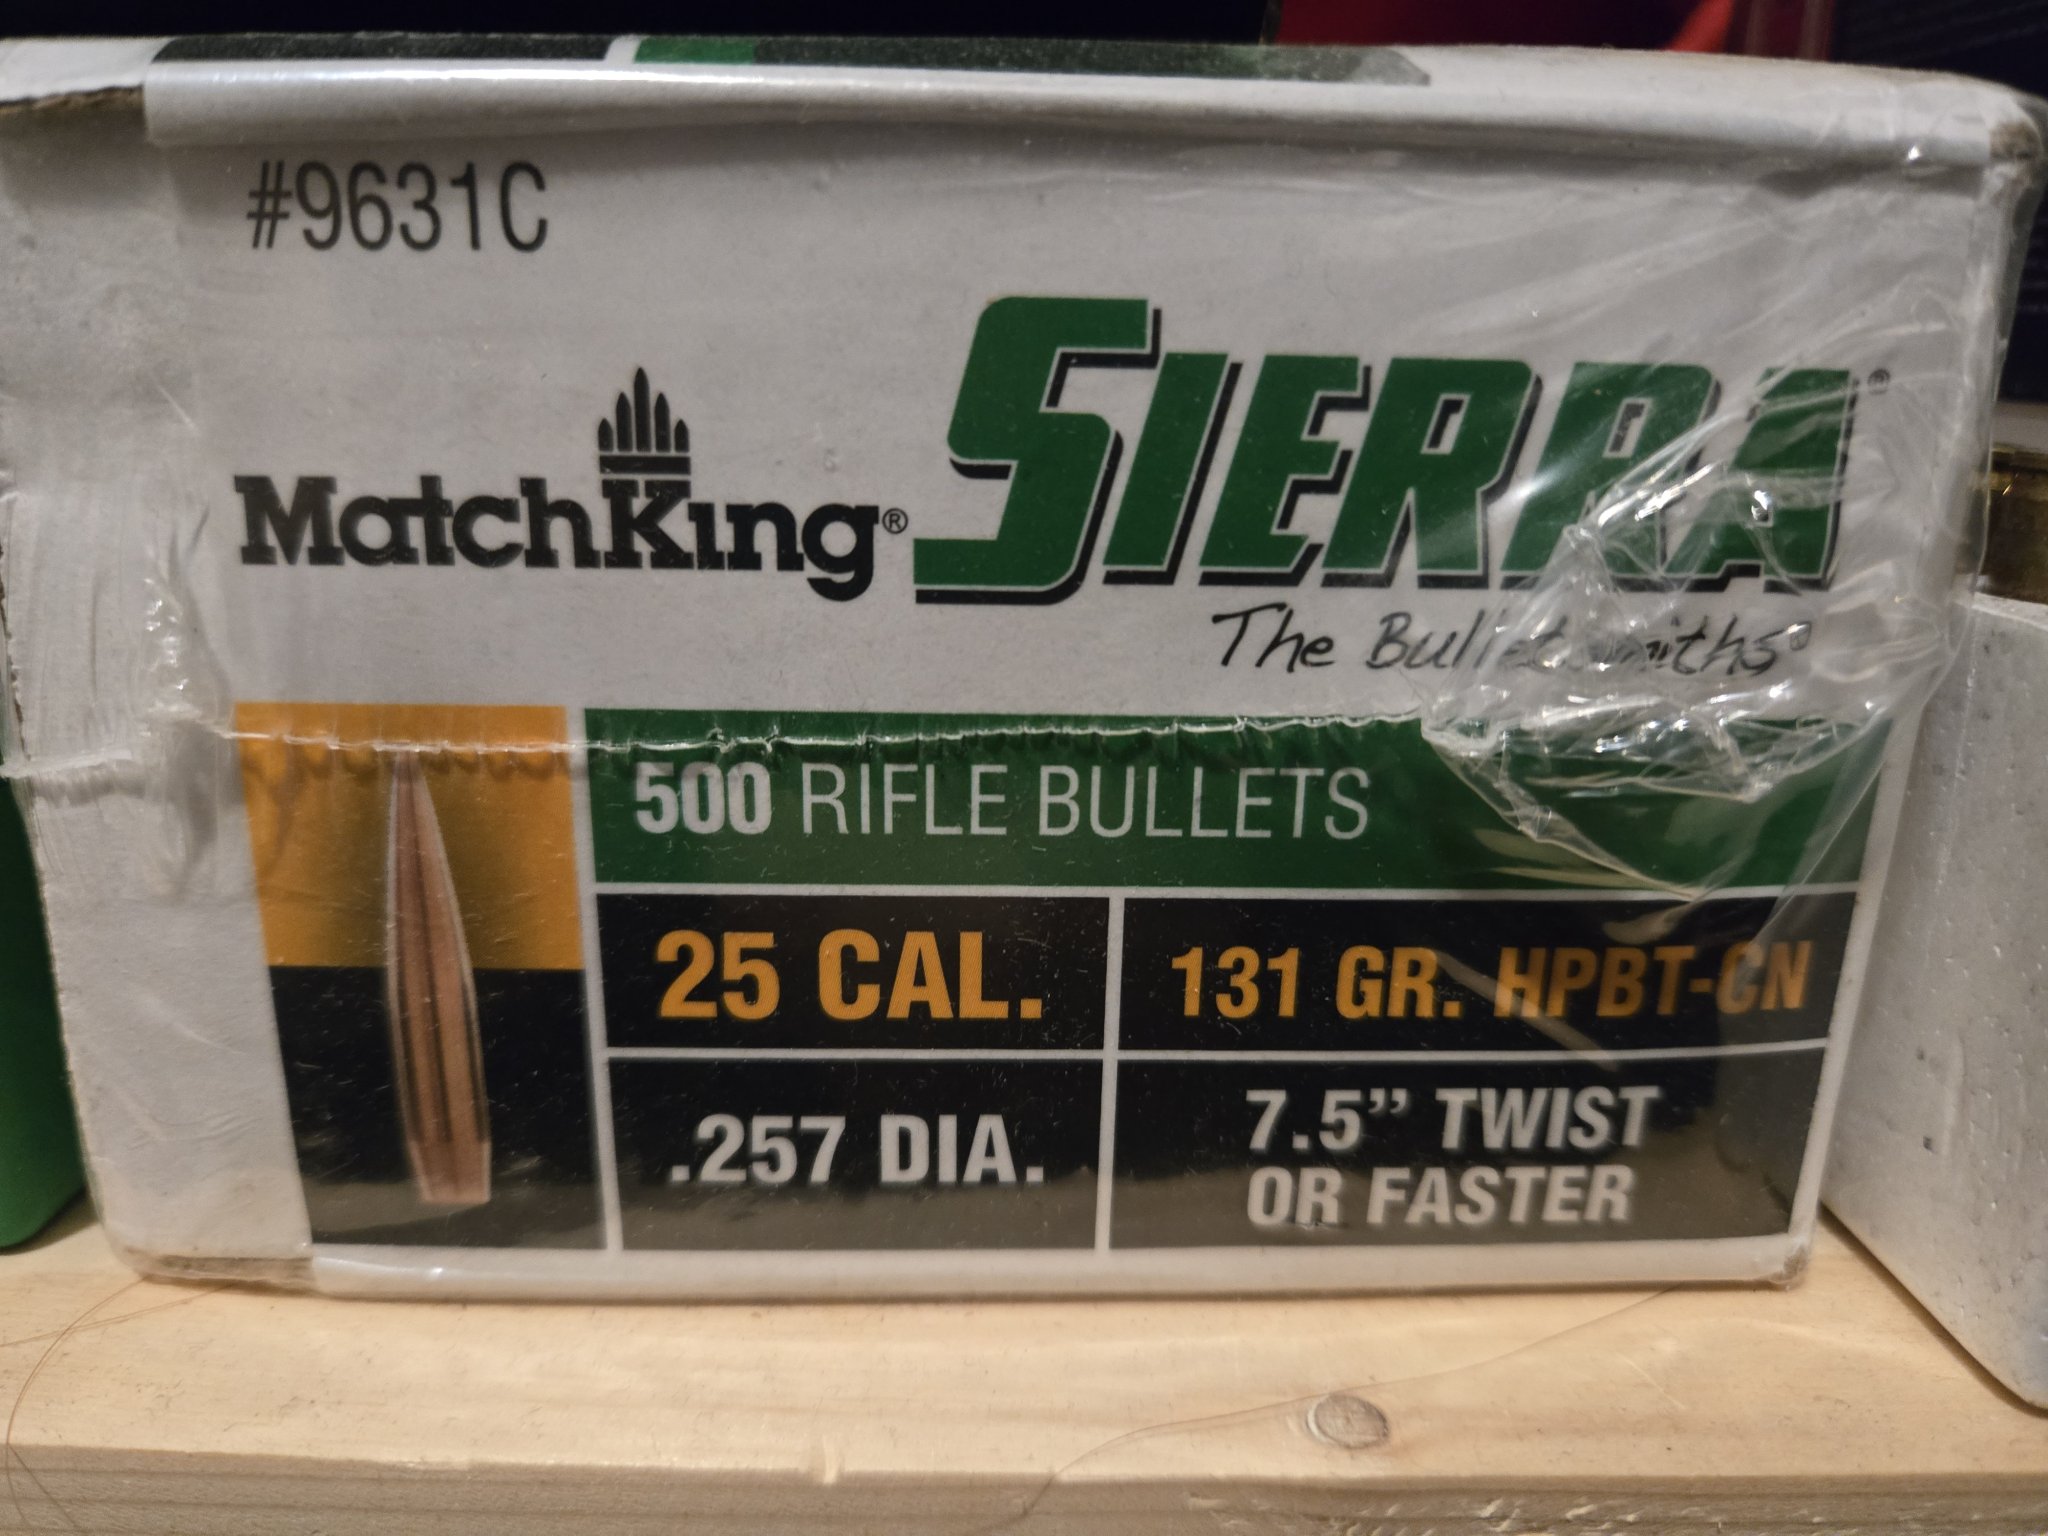 #9631C
MatchKing®
SIERRA®
The Bulletsmiths®
500 RIFLE BULLETS
25 CAL.
131 GR. HPBT-CN
.257 DIA.
7.5” TWIST
OR FASTER